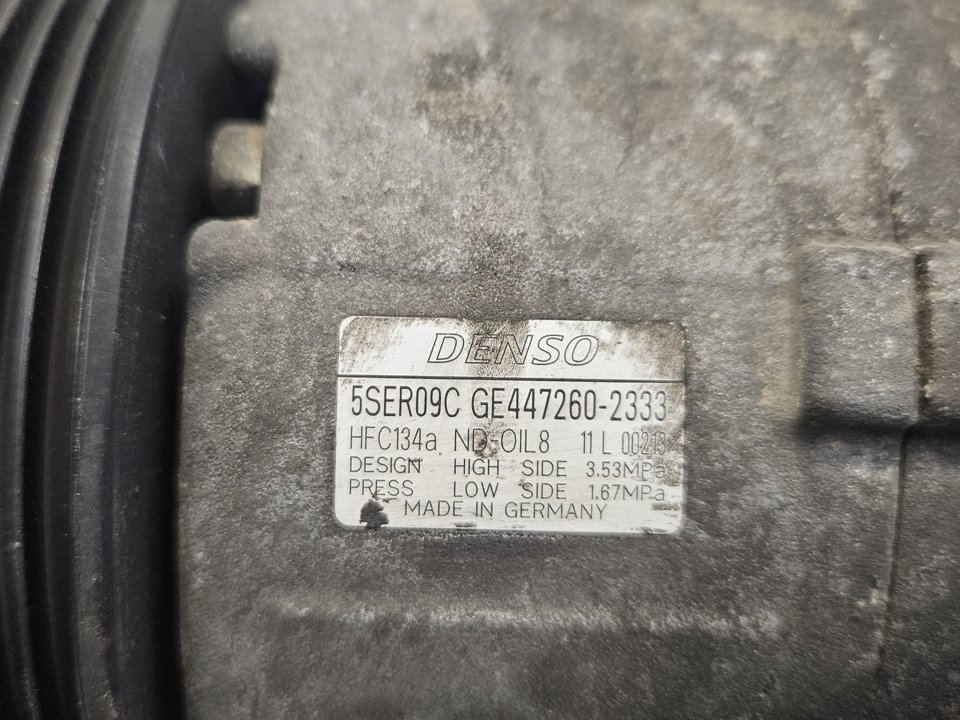 DENSO
5SER09C GE447260-2333
HFC134a ND-OIL8 11 L 00213
DESIGN HIGH SIDE 3.53MPa
PRESS LOW SIDE 1.67MPa
MADE IN GERMANY